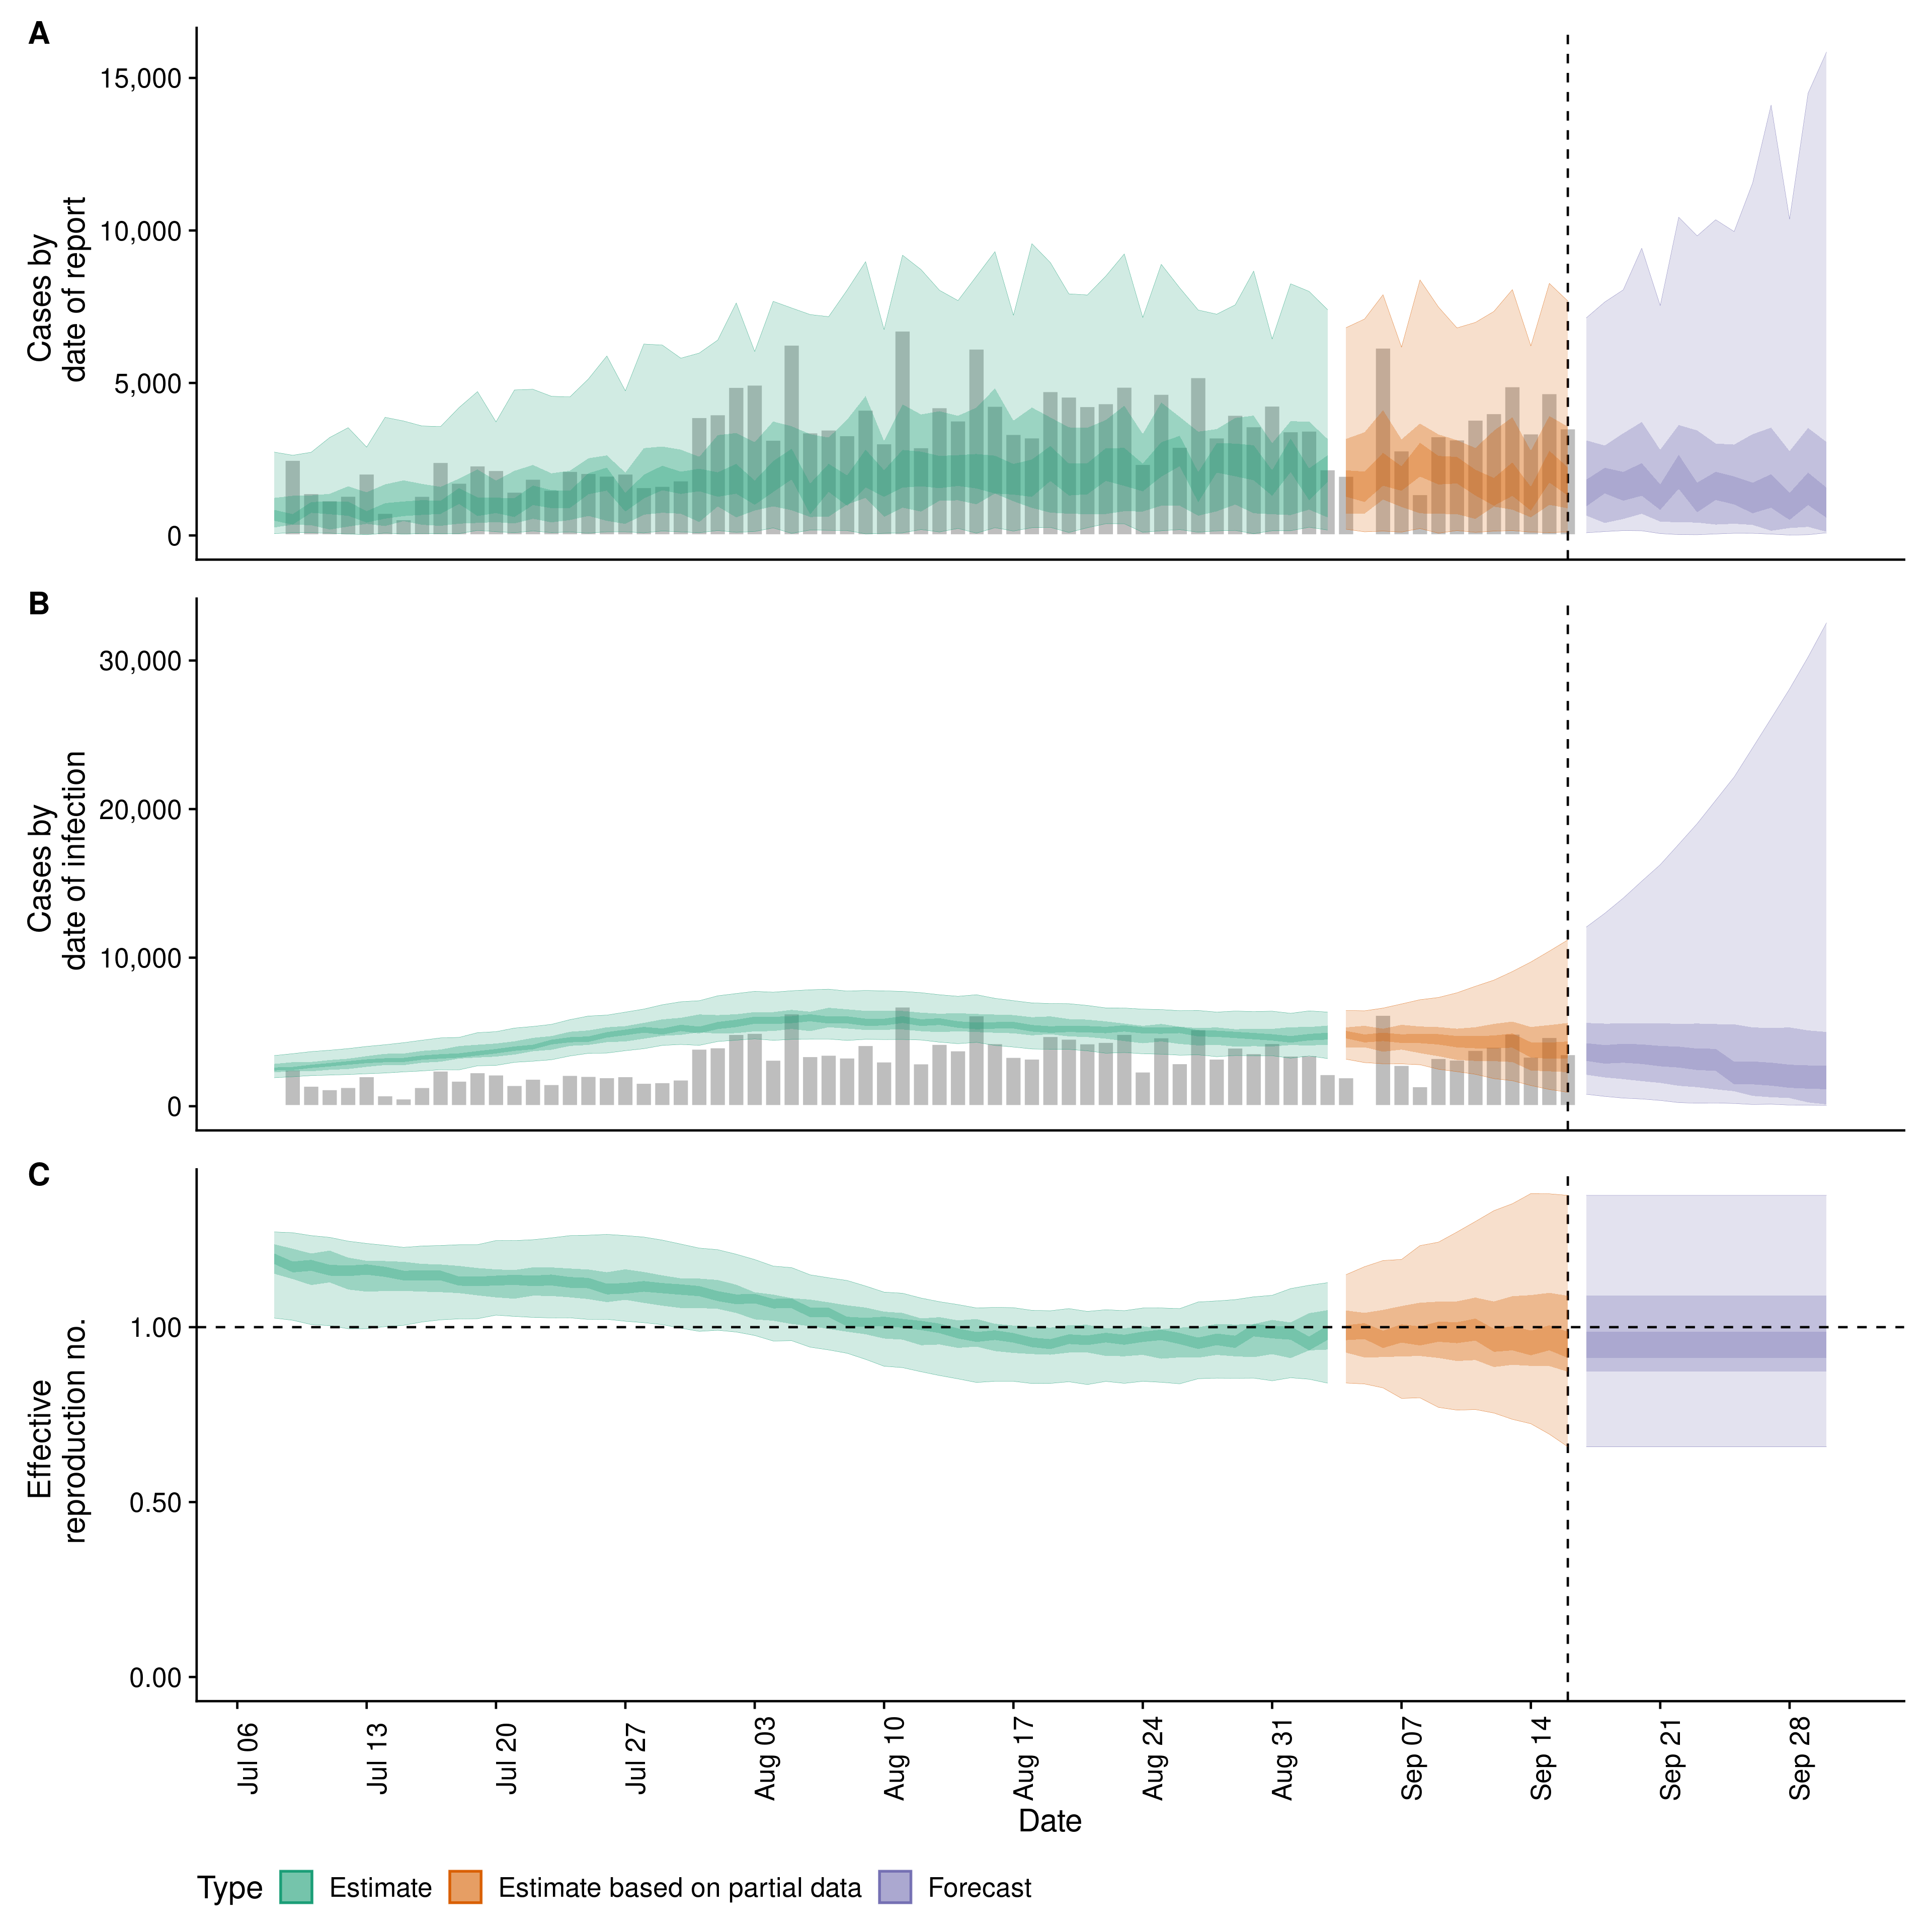 A
15,000
10,000
5,000
0
Cases by
date of report
B
30,000
20,000
10,000
0
Cases by
date of infection
C
1.00
0.50
0.00
Effective
reproduction no.
Jul 06
Jul 13
Jul 20
Jul 27
Aug 03
Aug 10
Aug 17
Aug 24
Aug 31
Sep 07
Sep 14
Sep 21
Sep 28
Date
Type Estimate Estimate based on partial data Forecast